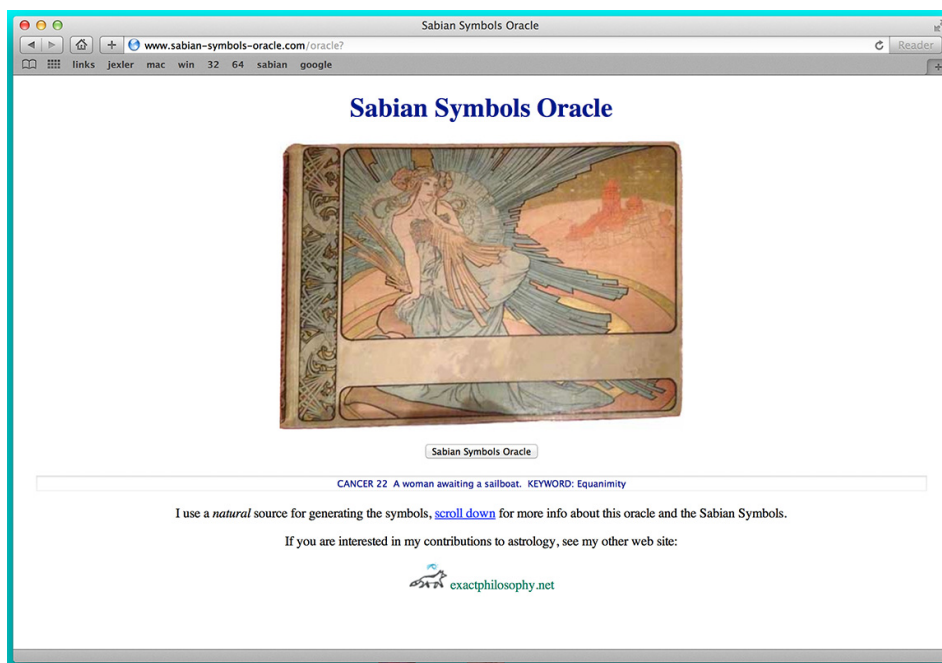 Sabian Symbols Oracle
www.sabian-symbols-oracle.com/oracle?
Reader
links jexler mac win 32 64 sabian google
Sabian Symbols Oracle
Sabian Symbols Oracle
CANCER 22 A woman awaiting a sailboat. KEYWORD: Equanimity
I use a natural source for generating the symbols, scroll down for more info about this oracle and the Sabian Symbols.
If you are interested in my contributions to astrology, see my other web site:
exactphilosophy.net